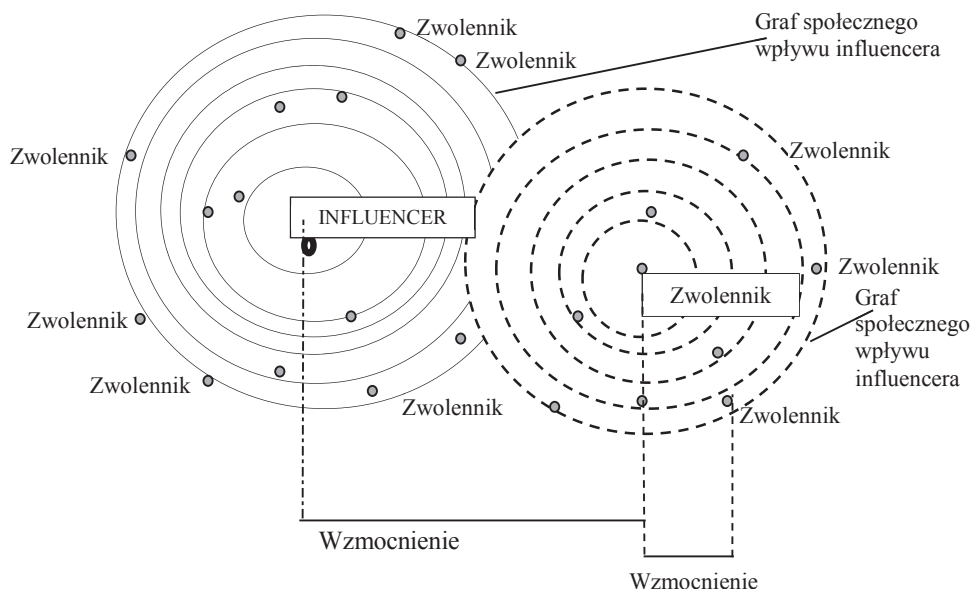 Zwolennik
Graf społecznego
wpływu influencera
Zwolennik
Zwolennik
Zwolennik
INFLUENCER
Zwolennik
Zwolennik
Zwolennik
Graf
społecznego
wpływu
influencera
Zwolennik
Zwolennik
Zwolennik
Zwolennik
Wzmocnienie
Wzmocnienie